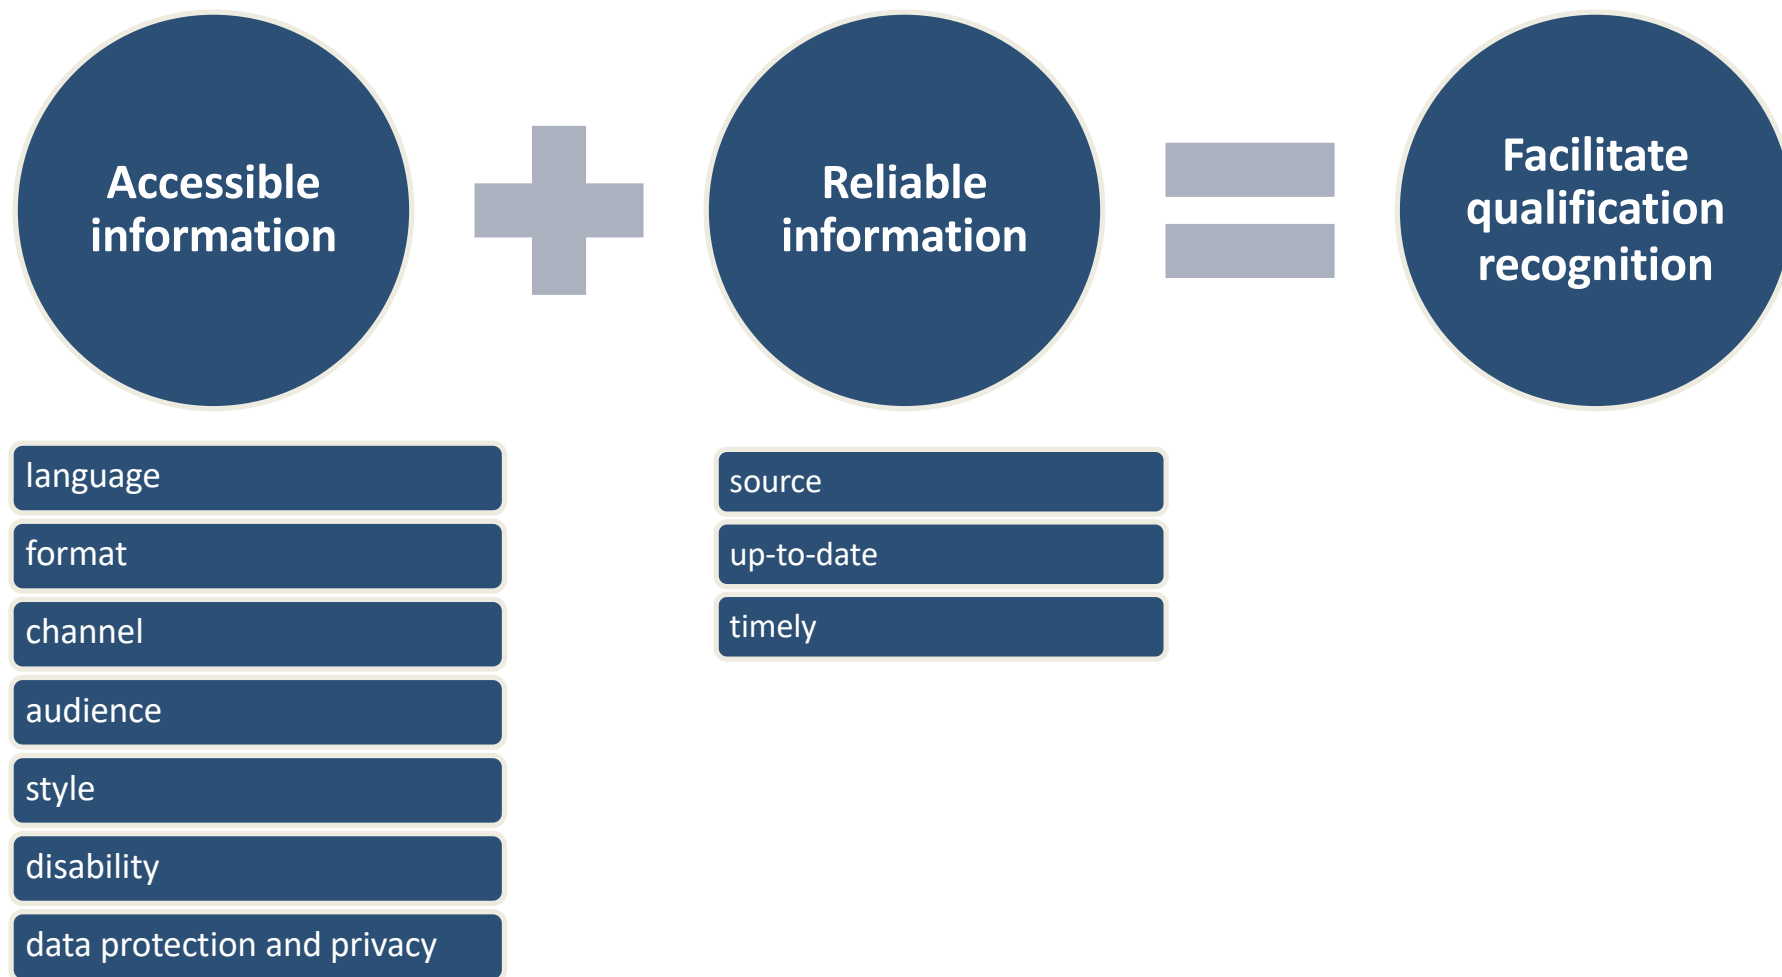 Accessible
information
Reliable
information
Facilitate
qualification
recognition
language
format
channel
audience
style
disability
data protection and privacy
source
up-to-date
timely